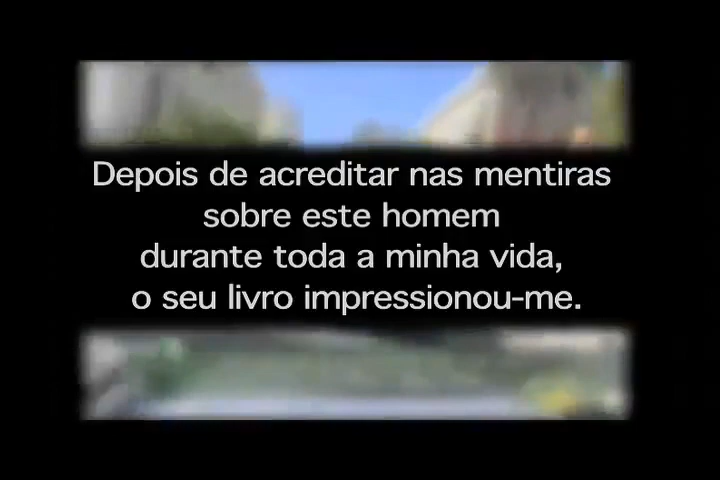 Depois de acreditar nas mentiras
sobre este homem
durante toda a minha vida,
o seu livro impressionou-me.